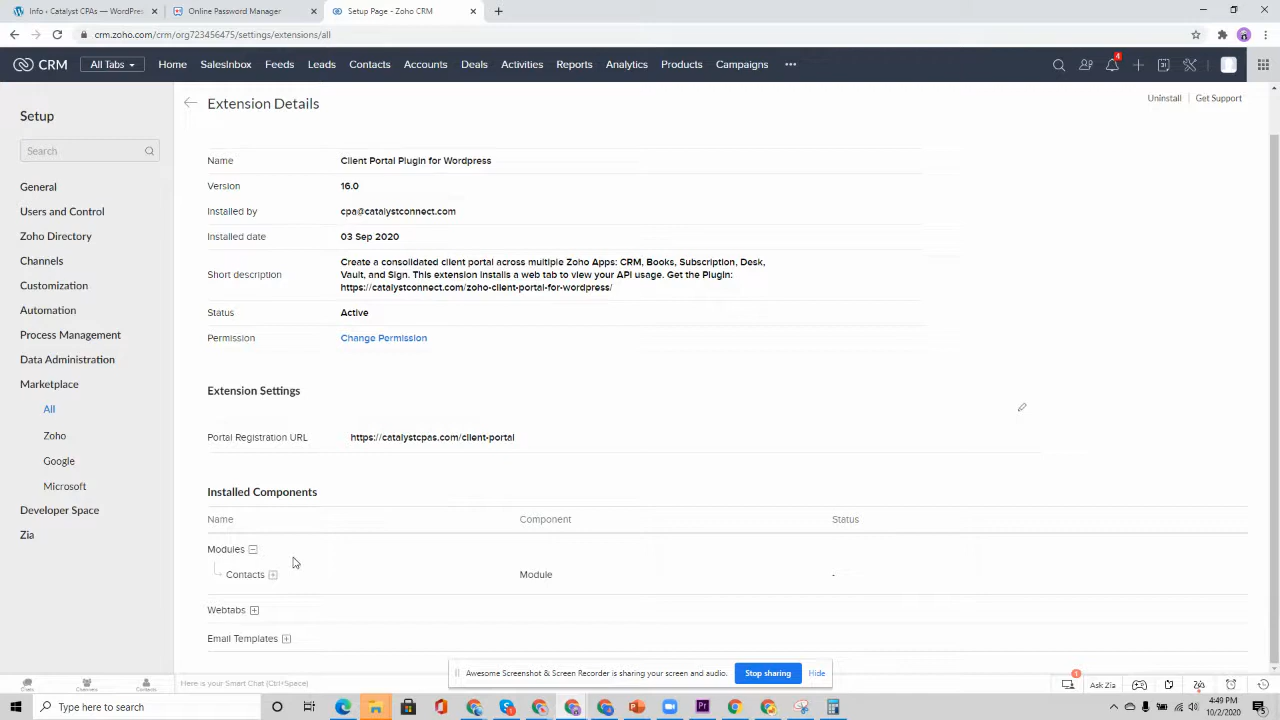 Info ‹ Catalyst CPAs — WordPres
Online Password Manager
Setup Page - Zoho CRM
crm.zoho.com/crm/org723456475/settings/extensions/all
CRM
All Tabs
Home
SalesInbox
Feeds
Leads
Contacts
Accounts
Deals
Activities
Reports
Analytics
Products
Campaigns
4
Setup
Search
General
Users and Control
Zoho Directory
Channels
Customization
Automation
Process Management
Data Administration
Marketplace
All
Zoho
Google
Microsoft
Developer Space
Zia
Extension Details
Uninstall
Get Support
Name Client Portal Plugin for Wordpress
Version 16.0
Installed by cpa@catalystconnect.com
Installed date 03 Sep 2020
Short description Create a consolidated client portal across multiple Zoho Apps: CRM, Books, Subscription, Desk,
Vault, and Sign. This extension installs a web tab to view your API usage. Get the Plugin:
https://catalystconnect.com/zoho-client-portal-for-wordpress/
Status Active
Permission Change Permission
Extension Settings
Portal Registration URL https://catalystcpas.com/client-portal
Installed Components
Name Component Status
Modules
Contacts Module -
Webtabs
Email Templates
Awesome Screenshot & Screen Recorder is sharing your screen and audio.
Stop sharing
Hide
Chats
Channels
Contacts
Here is your Smart Chat (Ctrl+Space)
1
Ask Zia
Type here to search
4:49 PM
10/2/2020
5